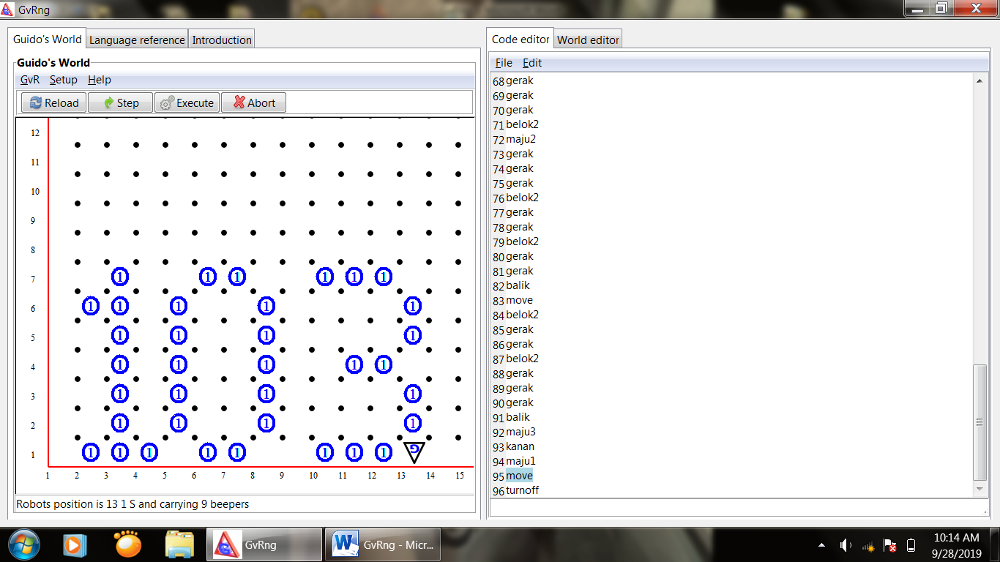 GvRng
Guido's World Language reference Introduction
Guido's World
GvR Setup Help
Reload Step Execute Abort
12
11
10
9
8
7 1 1 1 1 1 1
6 1 1 1 1 1
5 1 1 1 1
4 1 1 1 1 1
3 1 1 1 1
2 1 1 1 1
1 1 1 1 1 1 1 1 1 G
1 2 3 4 5 6 7 8 9 10 11 12 13 14 15
Robots position is 13 1 S and carrying 9 beepers
Code editor World editor
File Edit
68 gerak
69 gerak
70 gerak
71 belok2
72 maju2
73 gerak
74 gerak
75 gerak
76 belok2
77 gerak
78 gerak
79 belok2
80 gerak
81 gerak
82 balik
83 move
84 belok2
85 gerak
86 gerak
87 belok2
88 gerak
89 gerak
90 gerak
91 balik
92 maju3
93 kanan
94 maju1
95 move
96 turnoff
GvRng GvRng - Micr... 10:14 AM
9/28/2019